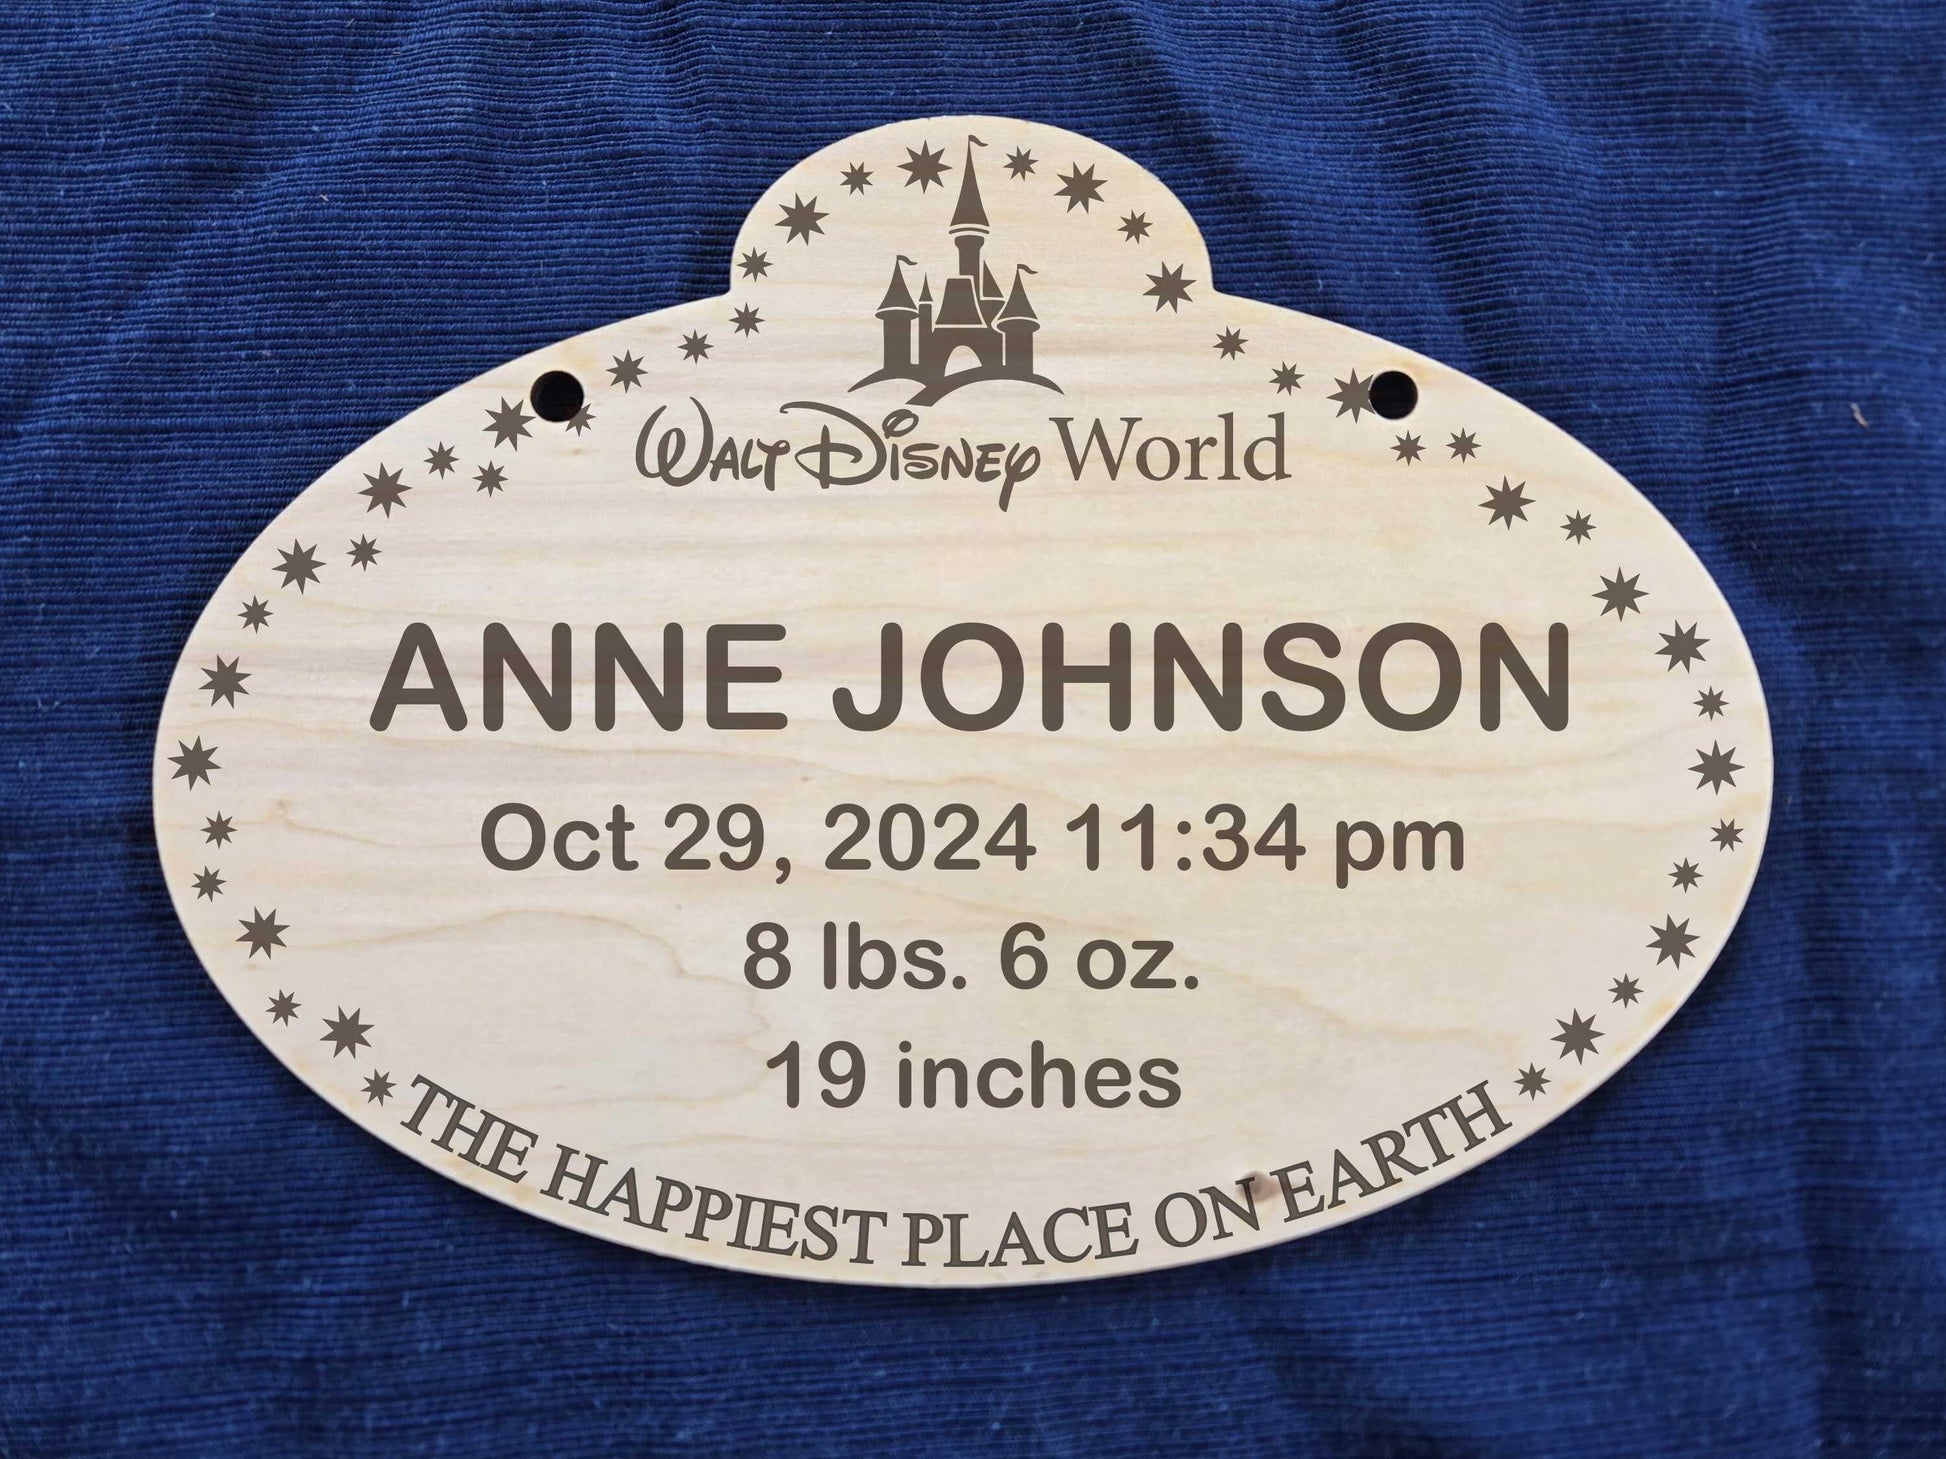 WALT DISNEY World
ANNE JOHNSON
Oct 29, 2024 11:34 pm
8 lbs. 6 oz.
19 inches
THE HAPPIEST PLACE ON EARTH